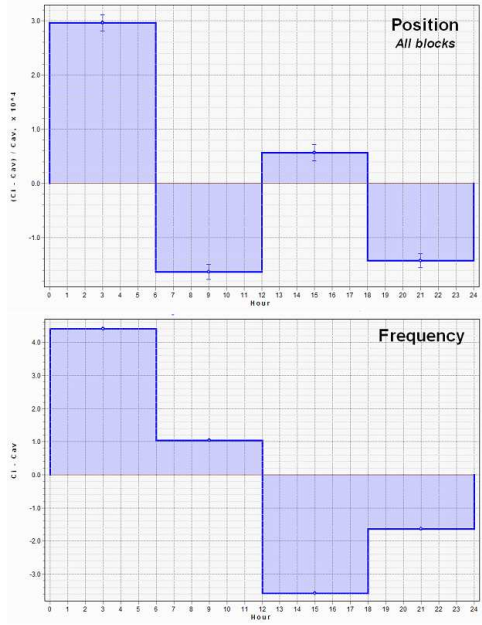 Position
All blocks
(Ci - Cav) / Cav, x 10^4
3.0
2.0
1.0
0.0
-1.0
0 1 2 3 4 5 6 7 8 9 10 11 12 13 14 15 16 17 18 19 20 21 22 23 24
Hour
Frequency
Ci - Cav
4.0
3.0
2.0
1.0
0.0
-1.0
-2.0
-3.0
0 1 2 3 4 5 6 7 8 9 10 11 12 13 14 15 16 17 18 19 20 21 22 23 24
Hour